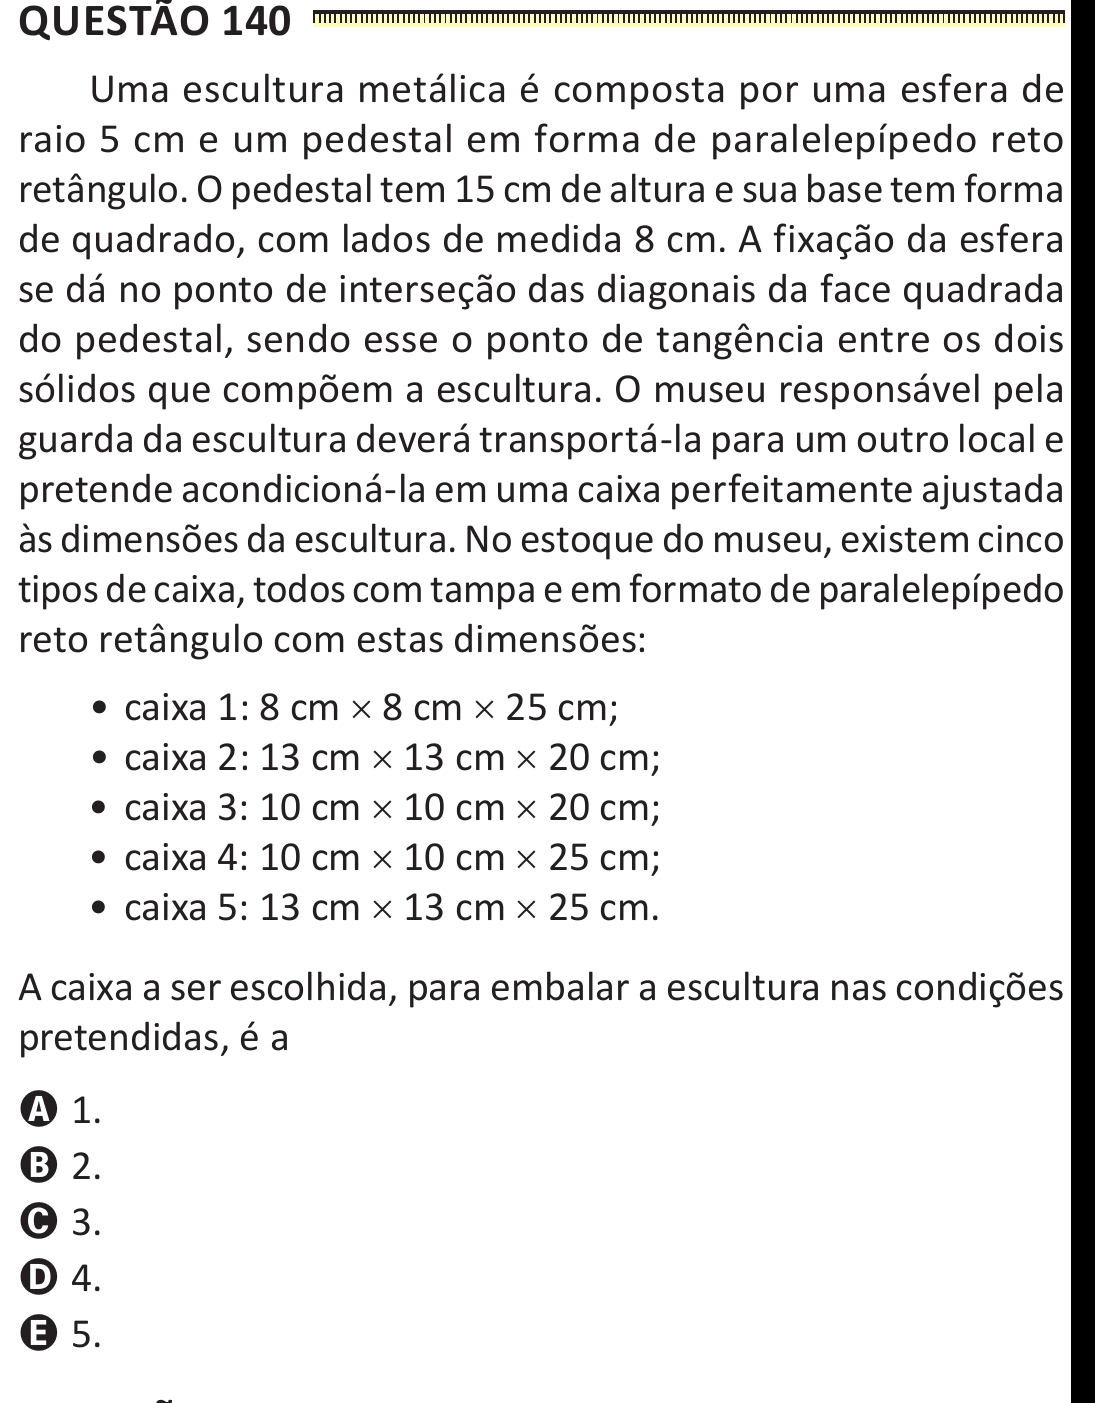 QUESTÃO 140
Uma escultura metálica é composta por uma esfera de
raio 5 cm e um pedestal em forma de paralelepípedo reto
retângulo. O pedestal tem 15 cm de altura e sua base tem forma
de quadrado, com lados de medida 8 cm. A fixação da esfera
se dá no ponto de interseção das diagonais da face quadrada
do pedestal, sendo esse o ponto de tangência entre os dois
sólidos que compõem a escultura. O museu responsável pela
guarda da escultura deverá transportá-la para um outro local e
pretende acondicioná-la em uma caixa perfeitamente ajustada
às dimensões da escultura. No estoque do museu, existem cinco
tipos de caixa, todos com tampa e em formato de paralelepípedo
reto retângulo com estas dimensões:
• caixa 1: 8 cm × 8 cm × 25 cm;
• caixa 2: 13 cm × 13 cm × 20 cm;
• caixa 3: 10 cm × 10 cm × 20 cm;
• caixa 4: 10 cm × 10 cm × 25 cm;
• caixa 5: 13 cm × 13 cm × 25 cm.
A caixa a ser escolhida, para embalar a escultura nas condições
pretendidas, é a
A 1.
B 2.
C 3.
D 4.
E 5.